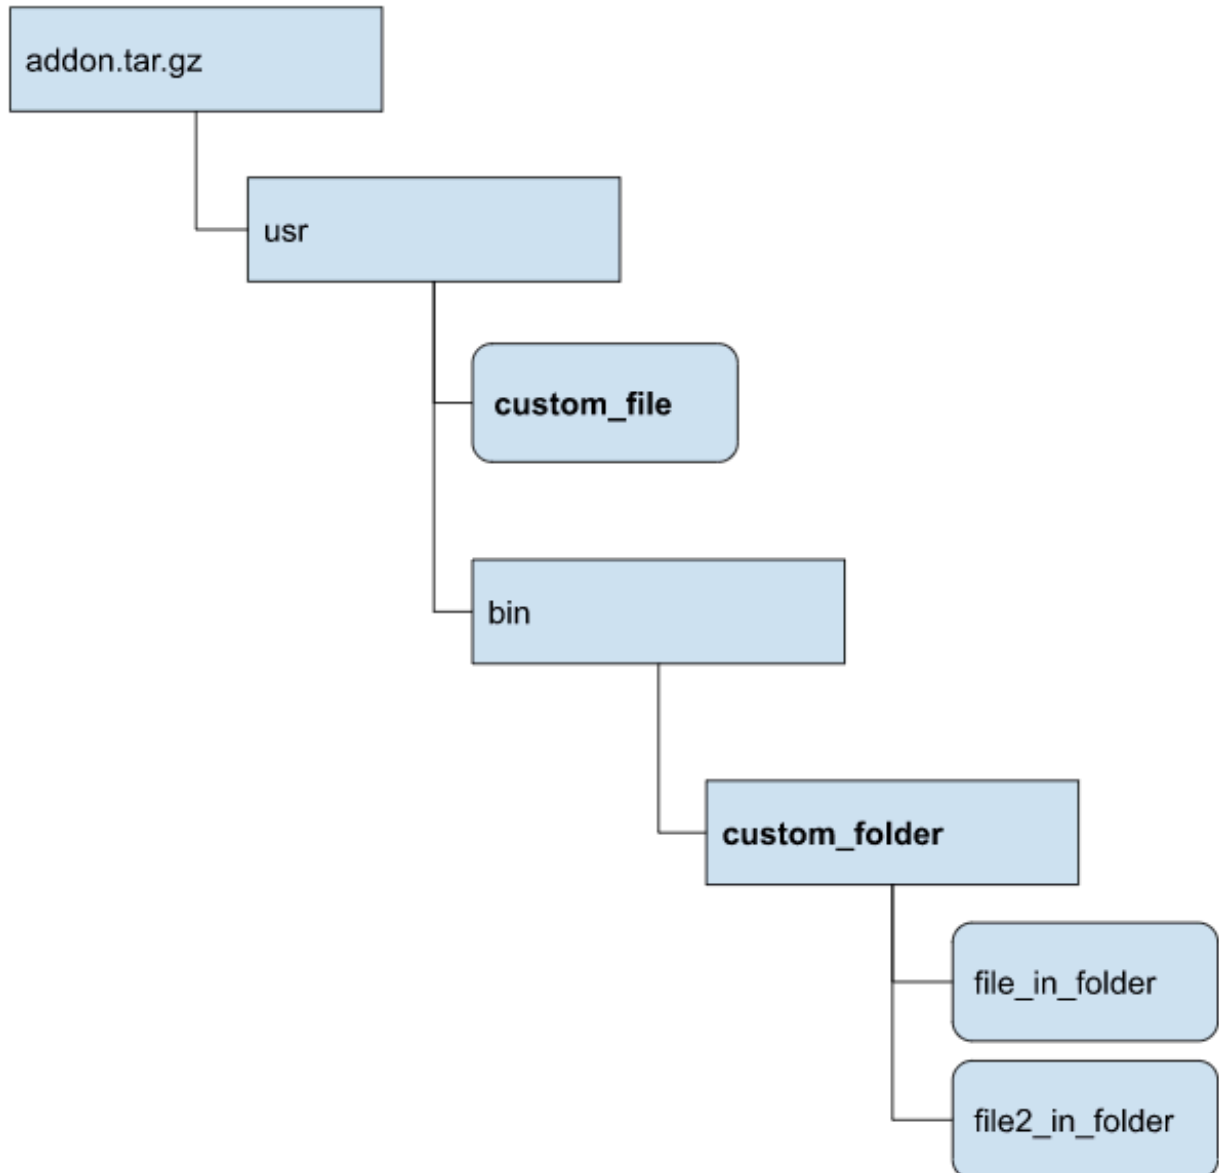 addon.tar.gz
usr
custom_file
bin
custom_folder
file_in_folder
file2_in_folder